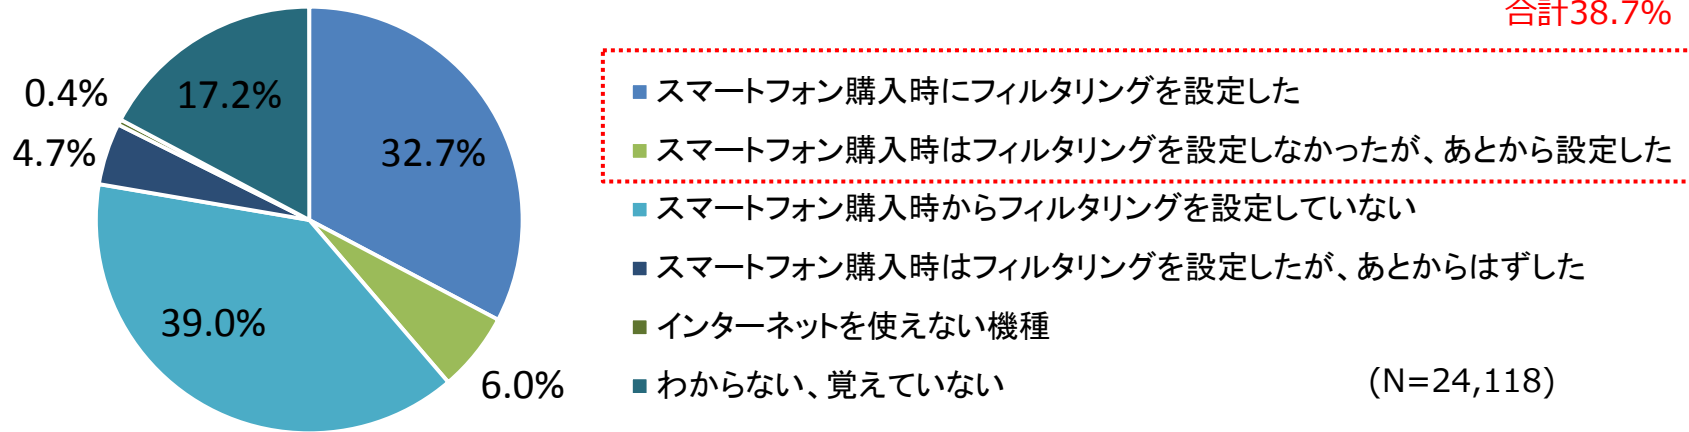 合計38.7%
0.4%
17.2%
4.7%
32.7%
39.0%
6.0%
スマートフォン購入時にフィルタリングを設定した
スマートフォン購入時はフィルタリングを設定しなかったが、あとから設定した
スマートフォン購入時からフィルタリングを設定していない
スマートフォン購入時はフィルタリングを設定したが、あとからはずした
インターネットを使えない機種
わからない、覚えていない
(N=24,118)